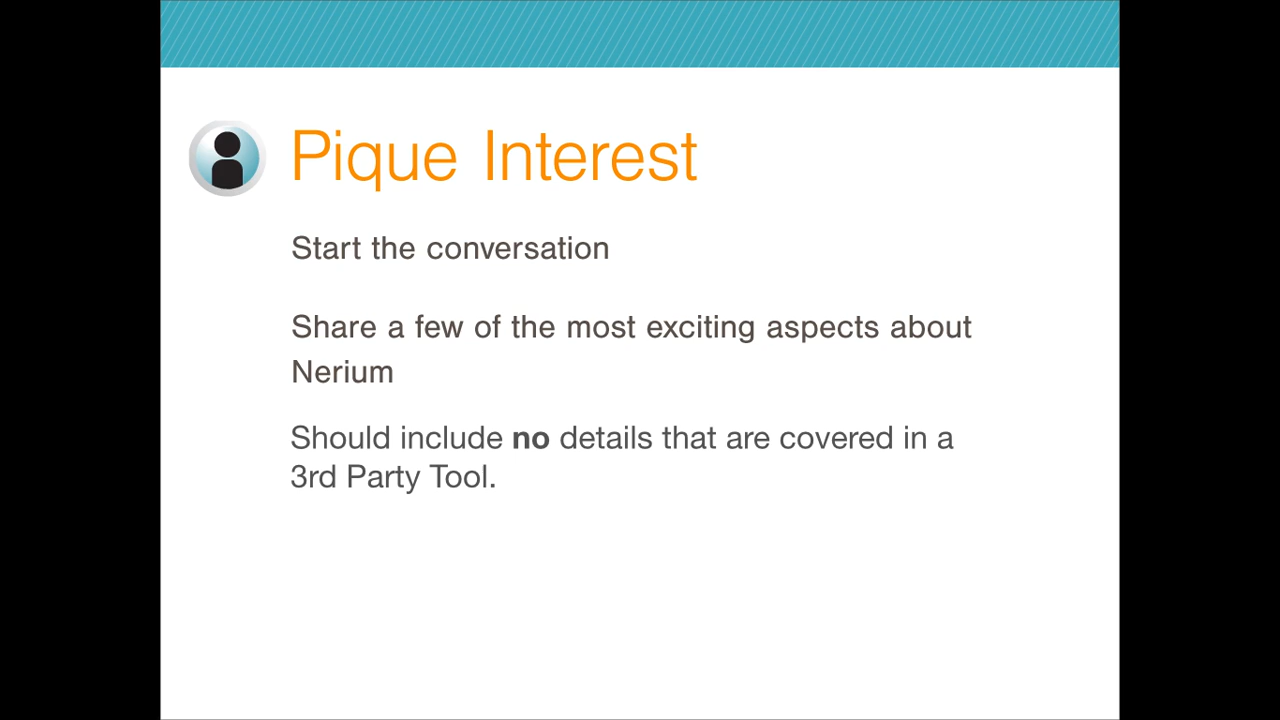 Pique Interest
Start the conversation
Share a few of the most exciting aspects about
Nerium
Should include no details that are covered in a
3rd Party Tool.